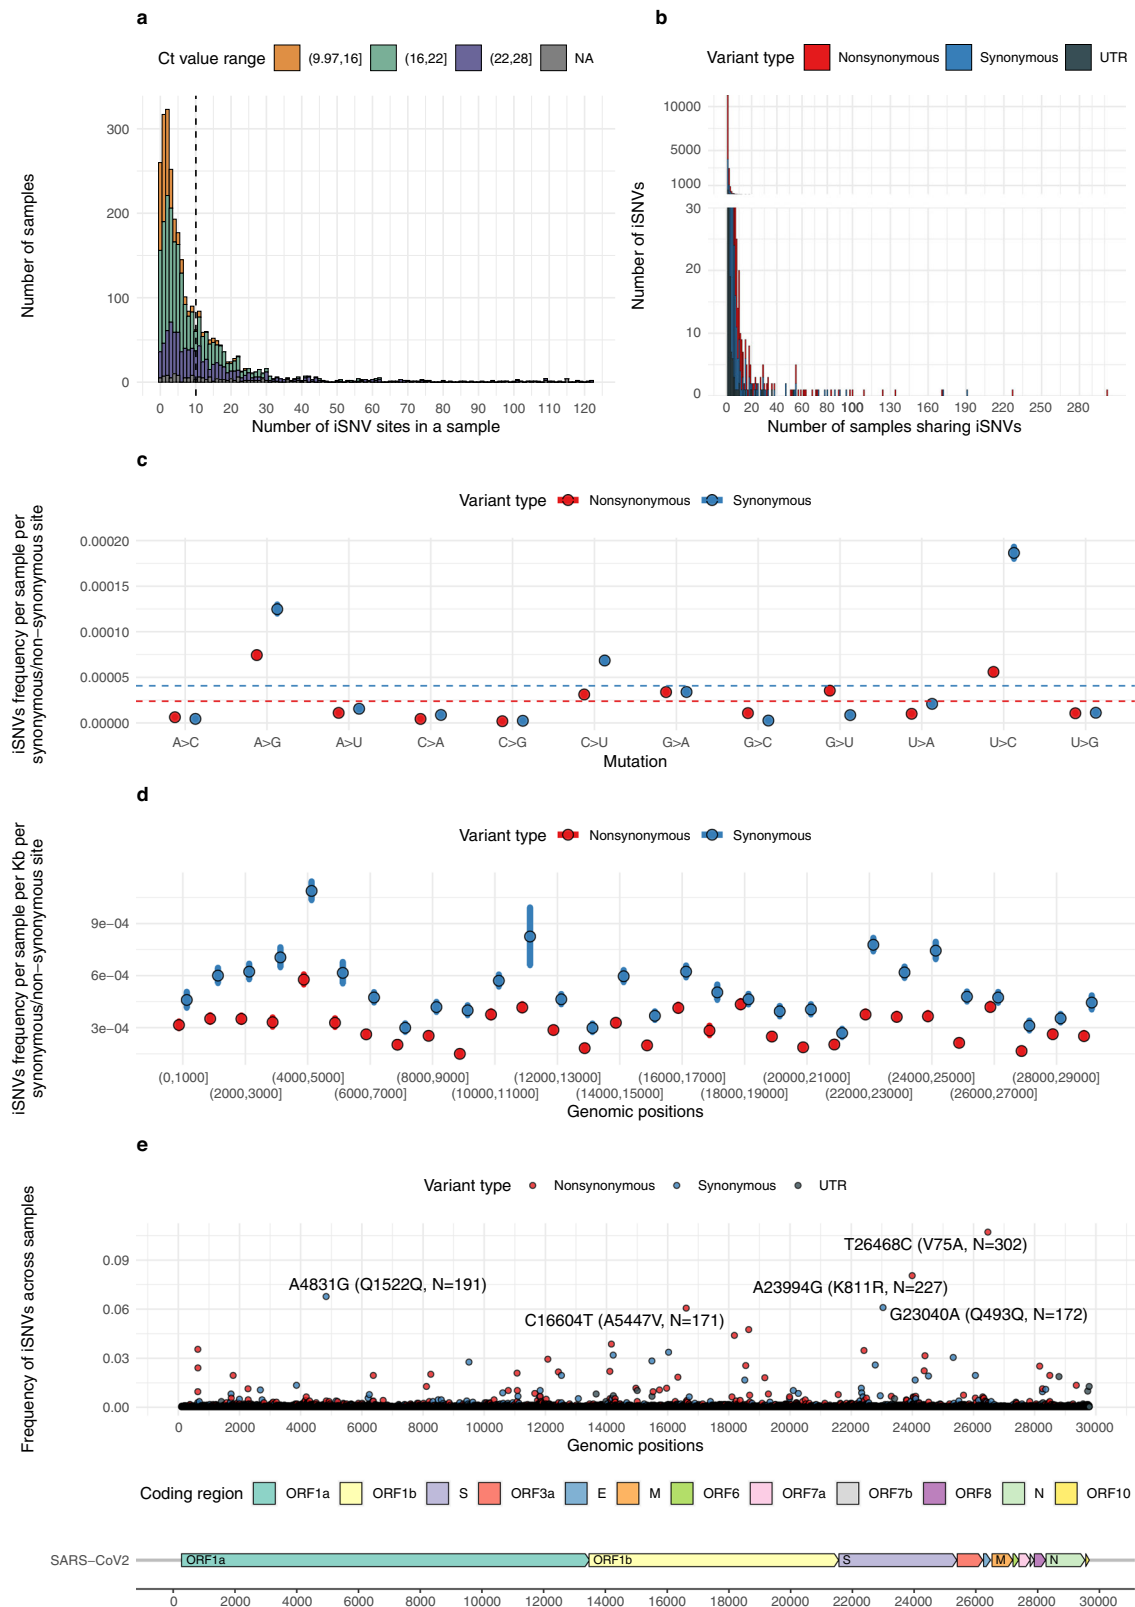 a
Ct value range (9.97,16] (16,22] (22,28] NA
Number of samples
300
200
100
0
0 10 20 30 40 50 60 70 80 90 100 110 120
Number of iSNV sites in a sample
b
Variant type Nonsynonymous Synonymous UTR
Number of iSNVs
10000
5000
1000
30
20
10
0
0 20 40 60 80 100 130 160 190 220 250 280
Number of samples sharing iSNVs
c
Variant type Nonsynonymous Synonymous
iSNVs frequency per sample per
synonymous/non−synonymous site
0.00020
0.00015
0.00010
0.00005
0.00000
A>C A>G A>U C>A C>G C>U G>A G>C G>U U>A U>C U>G
Mutation
d
Variant type Nonsynonymous Synonymous
iSNVs frequency per sample per Kb per
synonymous/non−synonymous site
9e−04
6e−04
3e−04
(0,1000] (4000,5000] (8000,9000] (12000,13000] (16000,17000] (20000,21000] (24000,25000] (28000,29000]
(2000,3000] (6000,7000] (10000,11000] (14000,15000] (18000,19000] (22000,23000] (26000,27000]
Genomic positions
e
Variant type Nonsynonymous Synonymous UTR
Frequency of iSNVs across samples
0.09
0.06
0.03
0.00
T26468C (V75A, N=302)
A4831G (Q1522Q, N=191)
A23994G (K811R, N=227)
C16604T (A5447V, N=171)
G23040A (Q493Q, N=172)
0 2000 4000 6000 8000 10000 12000 14000 16000 18000 20000 22000 24000 26000 28000 30000
Genomic positions
Coding region ORF1a ORF1b S ORF3a E M ORF6 ORF7a ORF7b ORF8 N ORF10
SARS−CoV2 ORF1a ORF1b S M N
0 2000 4000 6000 8000 10000 12000 14000 16000 18000 20000 22000 24000 26000 28000 30000